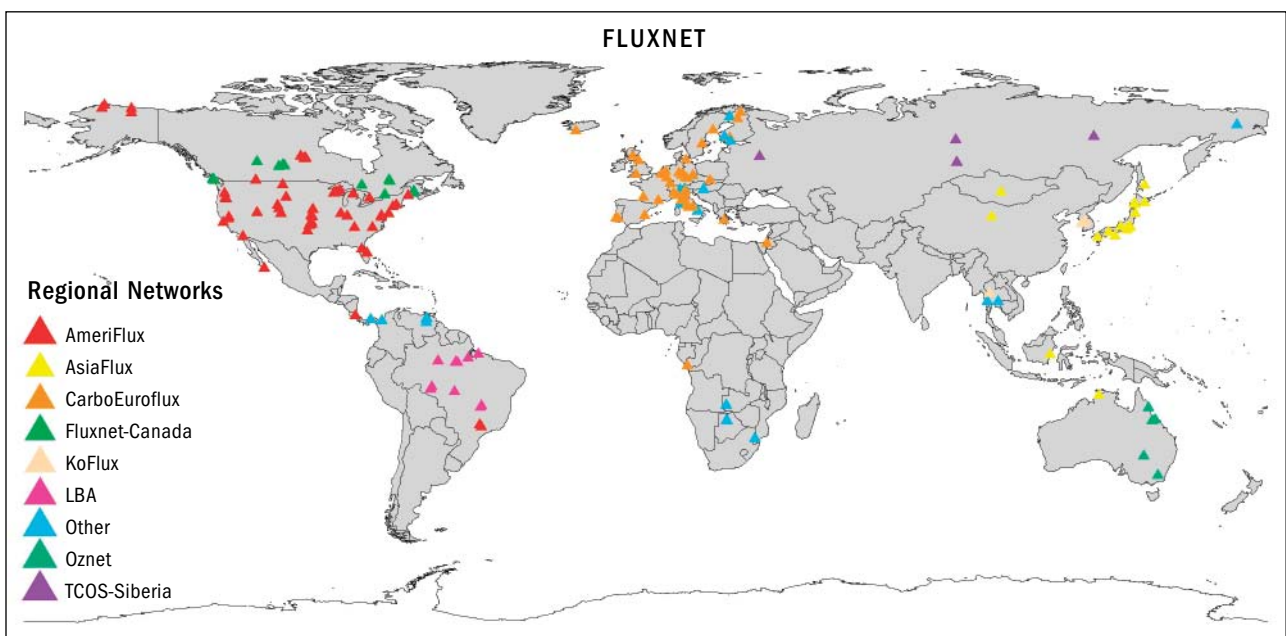 FLUXNET
Regional Networks
AmeriFlux
AsiaFlux
CarboEuroflux
Fluxnet-Canada
KoFlux
LBA
Other
Oznet
TCOS-Siberia